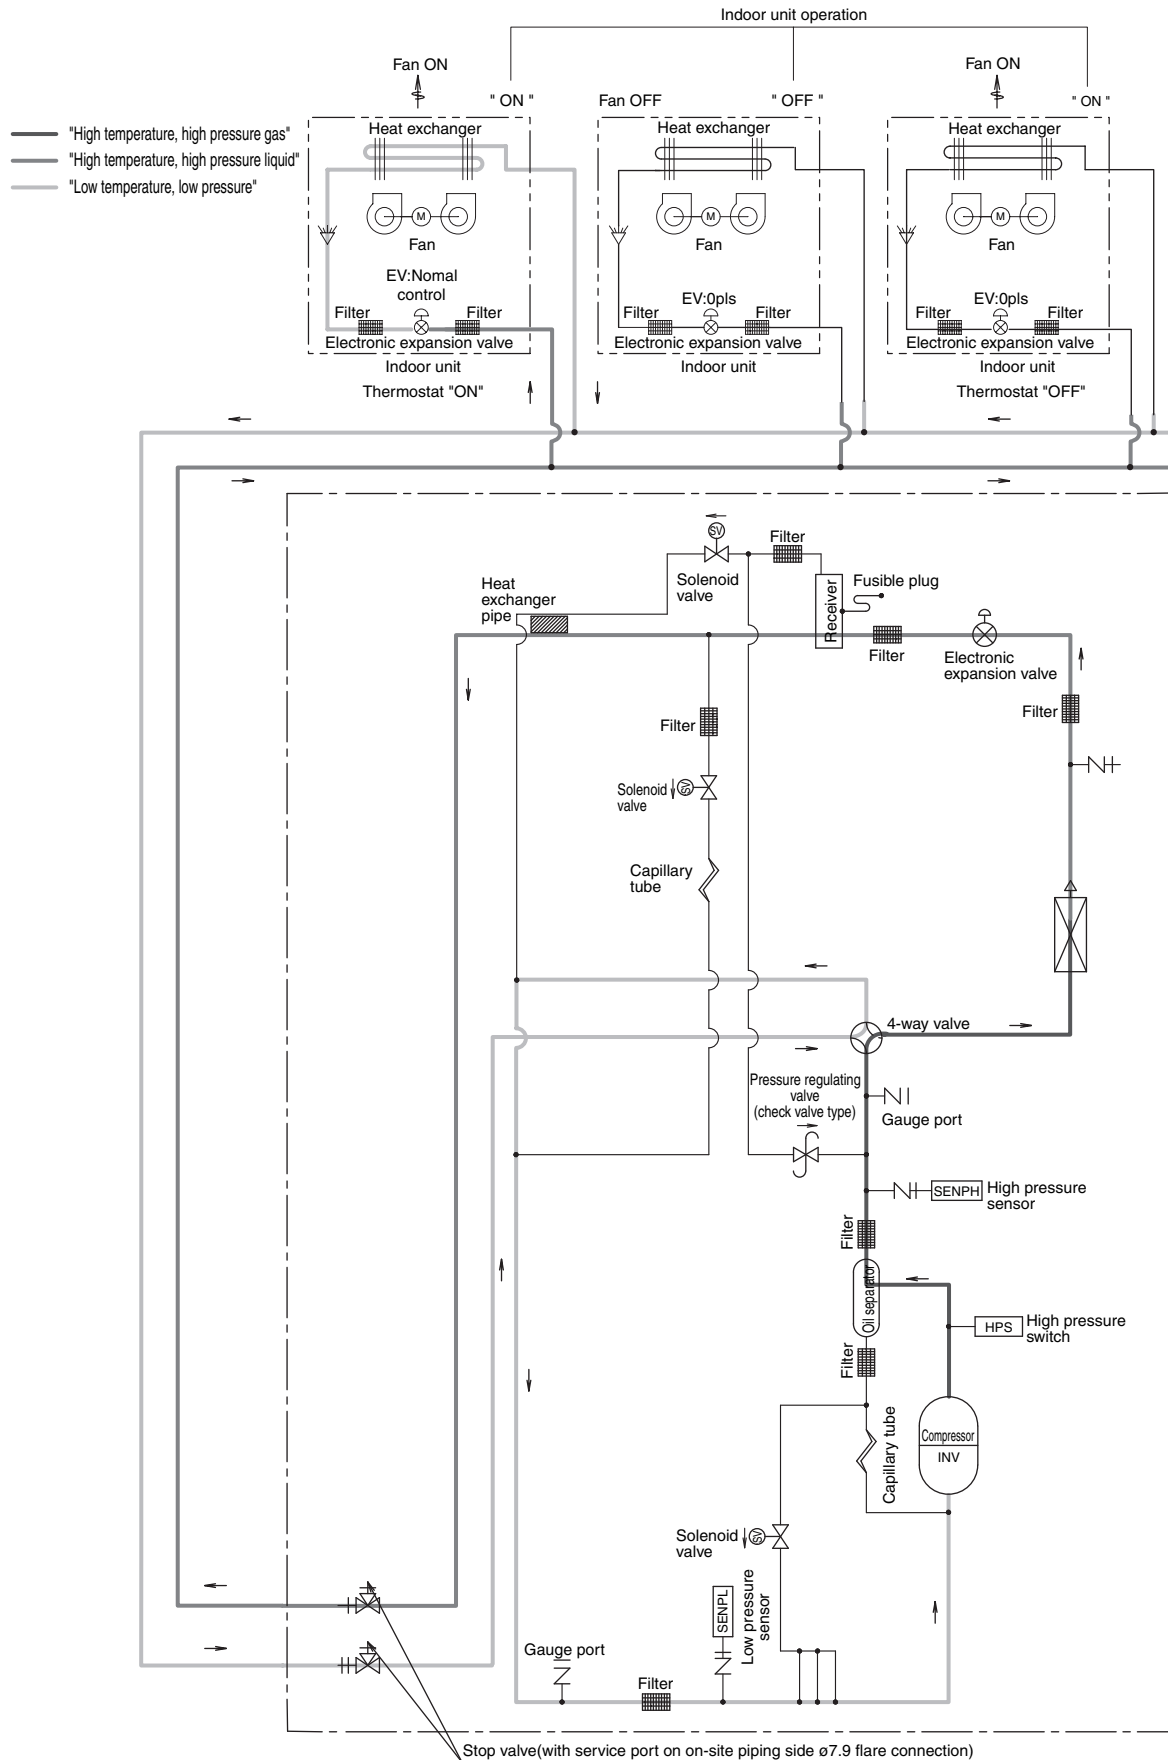 Indoor unit operation
Fan ON
" ON "
Fan OFF
" OFF "
Fan ON
" ON "
"High temperature, high pressure gas"
"High temperature, high pressure liquid"
"Low temperature, low pressure"
Heat exchanger
Heat exchanger
Heat exchanger
M
M
M
Fan
Fan
Fan
EV:Nomal
control
EV:0pls
EV:0pls
Filter
Filter
Filter
Filter
Filter
Filter
Electronic expansion valve
Electronic expansion valve
Electronic expansion valve
Indoor unit
Indoor unit
Indoor unit
Thermostat "ON"
Thermostat "OFF"
SV
Filter
Solenoid
valve
Heat
exchanger
pipe
Receiver
Fusible plug
Filter
Electronic
expansion valve
Filter
Filter
Solenoid
valve
SV
Capillary
tube
4-way valve
Pressure regulating
valve
(check valve type)
Gauge port
SENPH
High pressure
sensor
Filter
Oil separator
HPS
High pressure
switch
Filter
Capillary tube
Compressor
INV
Solenoid
valve
SV
SENPL
Low pressure
sensor
Gauge port
Filter
Stop valve(with service port on on-site piping side ø7.9 flare connection)